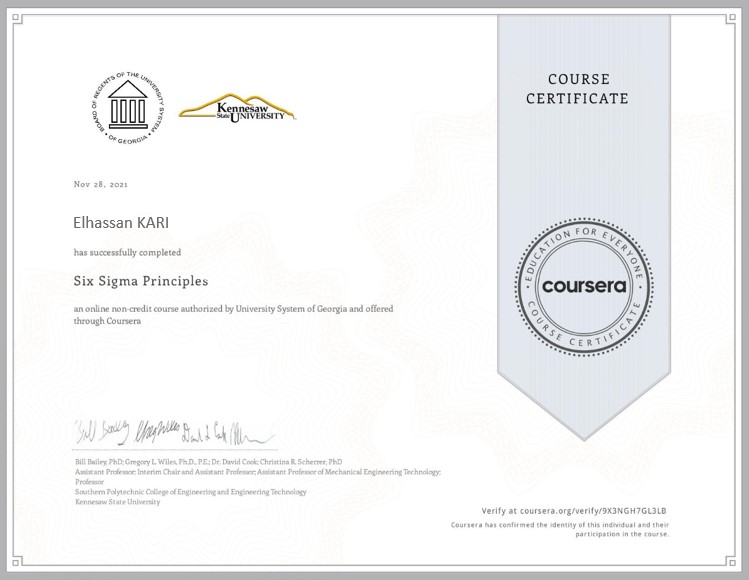 BOARD OF REGENTS OF THE UNIVERSITY SYSTEM
• OF GEORGIA •
Kennesaw
State UNIVERSITY
COURSE
CERTIFICATE
Nov 28, 2021
Elhassan KARI
has successfully completed
Six Sigma Principles
an online non-credit course authorized by University System of Georgia and offered
through Coursera
EDUCATION FOR EVERYONE
coursera
COURSE CERTIFICATE
Bill Bailey, PhD; Gregory L. Wiles, Ph.D., P.E.; Dr. David Cook; Christina R. Scherrer, PhD
Assistant Professor; Interim Chair and Assistant Professor; Assistant Professor of Mechanical Engineering Technology;
Professor
Southern Polytechnic College of Engineering and Engineering Technology
Kennesaw State University
Verify at coursera.org/verify/9X3NGH7GL3LB
Coursera has confirmed the identity of this individual and their
participation in the course.